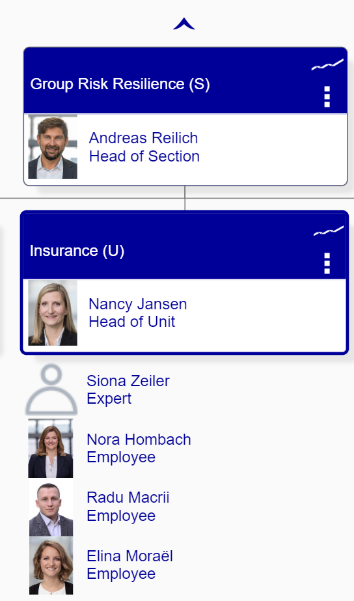 Group Risk Resilience (S)
Andreas Reilich
Head of Section
Insurance (U)
Nancy Jansen
Head of Unit
Siona Zeiler
Expert
Nora Hombach
Employee
Radu Macrii
Employee
Elina Moraël
Employee